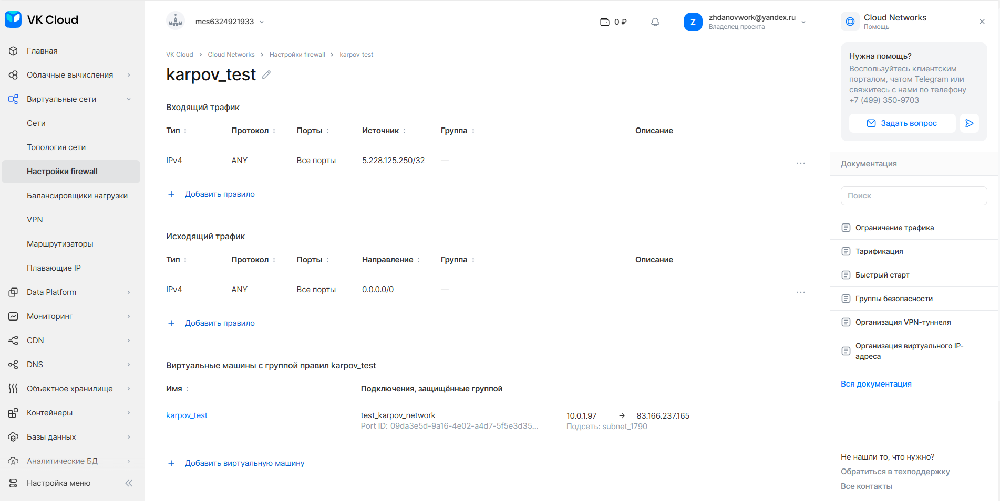 VK Cloud
Главная
Облачные вычисления
Виртуальные сети
Сети
Топология сети
Настройки firewall
Балансировщики нагрузки
VPN
Маршрутизаторы
Плавающие IP
Data Platform
Мониторинг
CDN
DNS
Объектное хранилище
Контейнеры
Базы данных
Аналитические БД
Настройка меню
mcs6324921933
0 ₽
Z
zhdanovwork@yandex.ru
Владелец проекта
VK Cloud > Cloud Networks > Настройки firewall > karpov_test
karpov_test
Входящий трафик
Тип Протокол Порты Источник Группа Описание
IPv4 ANY Все порты 5.228.125.250/32 —
+ Добавить правило
Исходящий трафик
Тип Протокол Порты Направление Группа Описание
IPv4 ANY Все порты 0.0.0.0/0 —
+ Добавить правило
Виртуальные машины с группой правил karpov_test
Имя Подключения, защищённые группой
karpov_test test_karpov_network 10.0.1.97 → 83.166.237.165
Port ID: 09da3e5d-9a16-4e02-a4d7-5f5e3d35... Подсеть: subnet_1790
+ Добавить виртуальную машину
Cloud Networks
Помощь
Нужна помощь?
Воспользуйтесь клиентским
порталом, чатом Telegram или
свяжитесь с нами по телефону
+7 (499) 350-9703
Задать вопрос
Документация
Поиск
Ограничение трафика
Тарификация
Быстрый старт
Группы безопасности
Организация VPN-туннеля
Организация виртуального IP-
адреса
Вся документация
Не нашли то, что нужно?
Обратиться в техподдержку
Все контакты